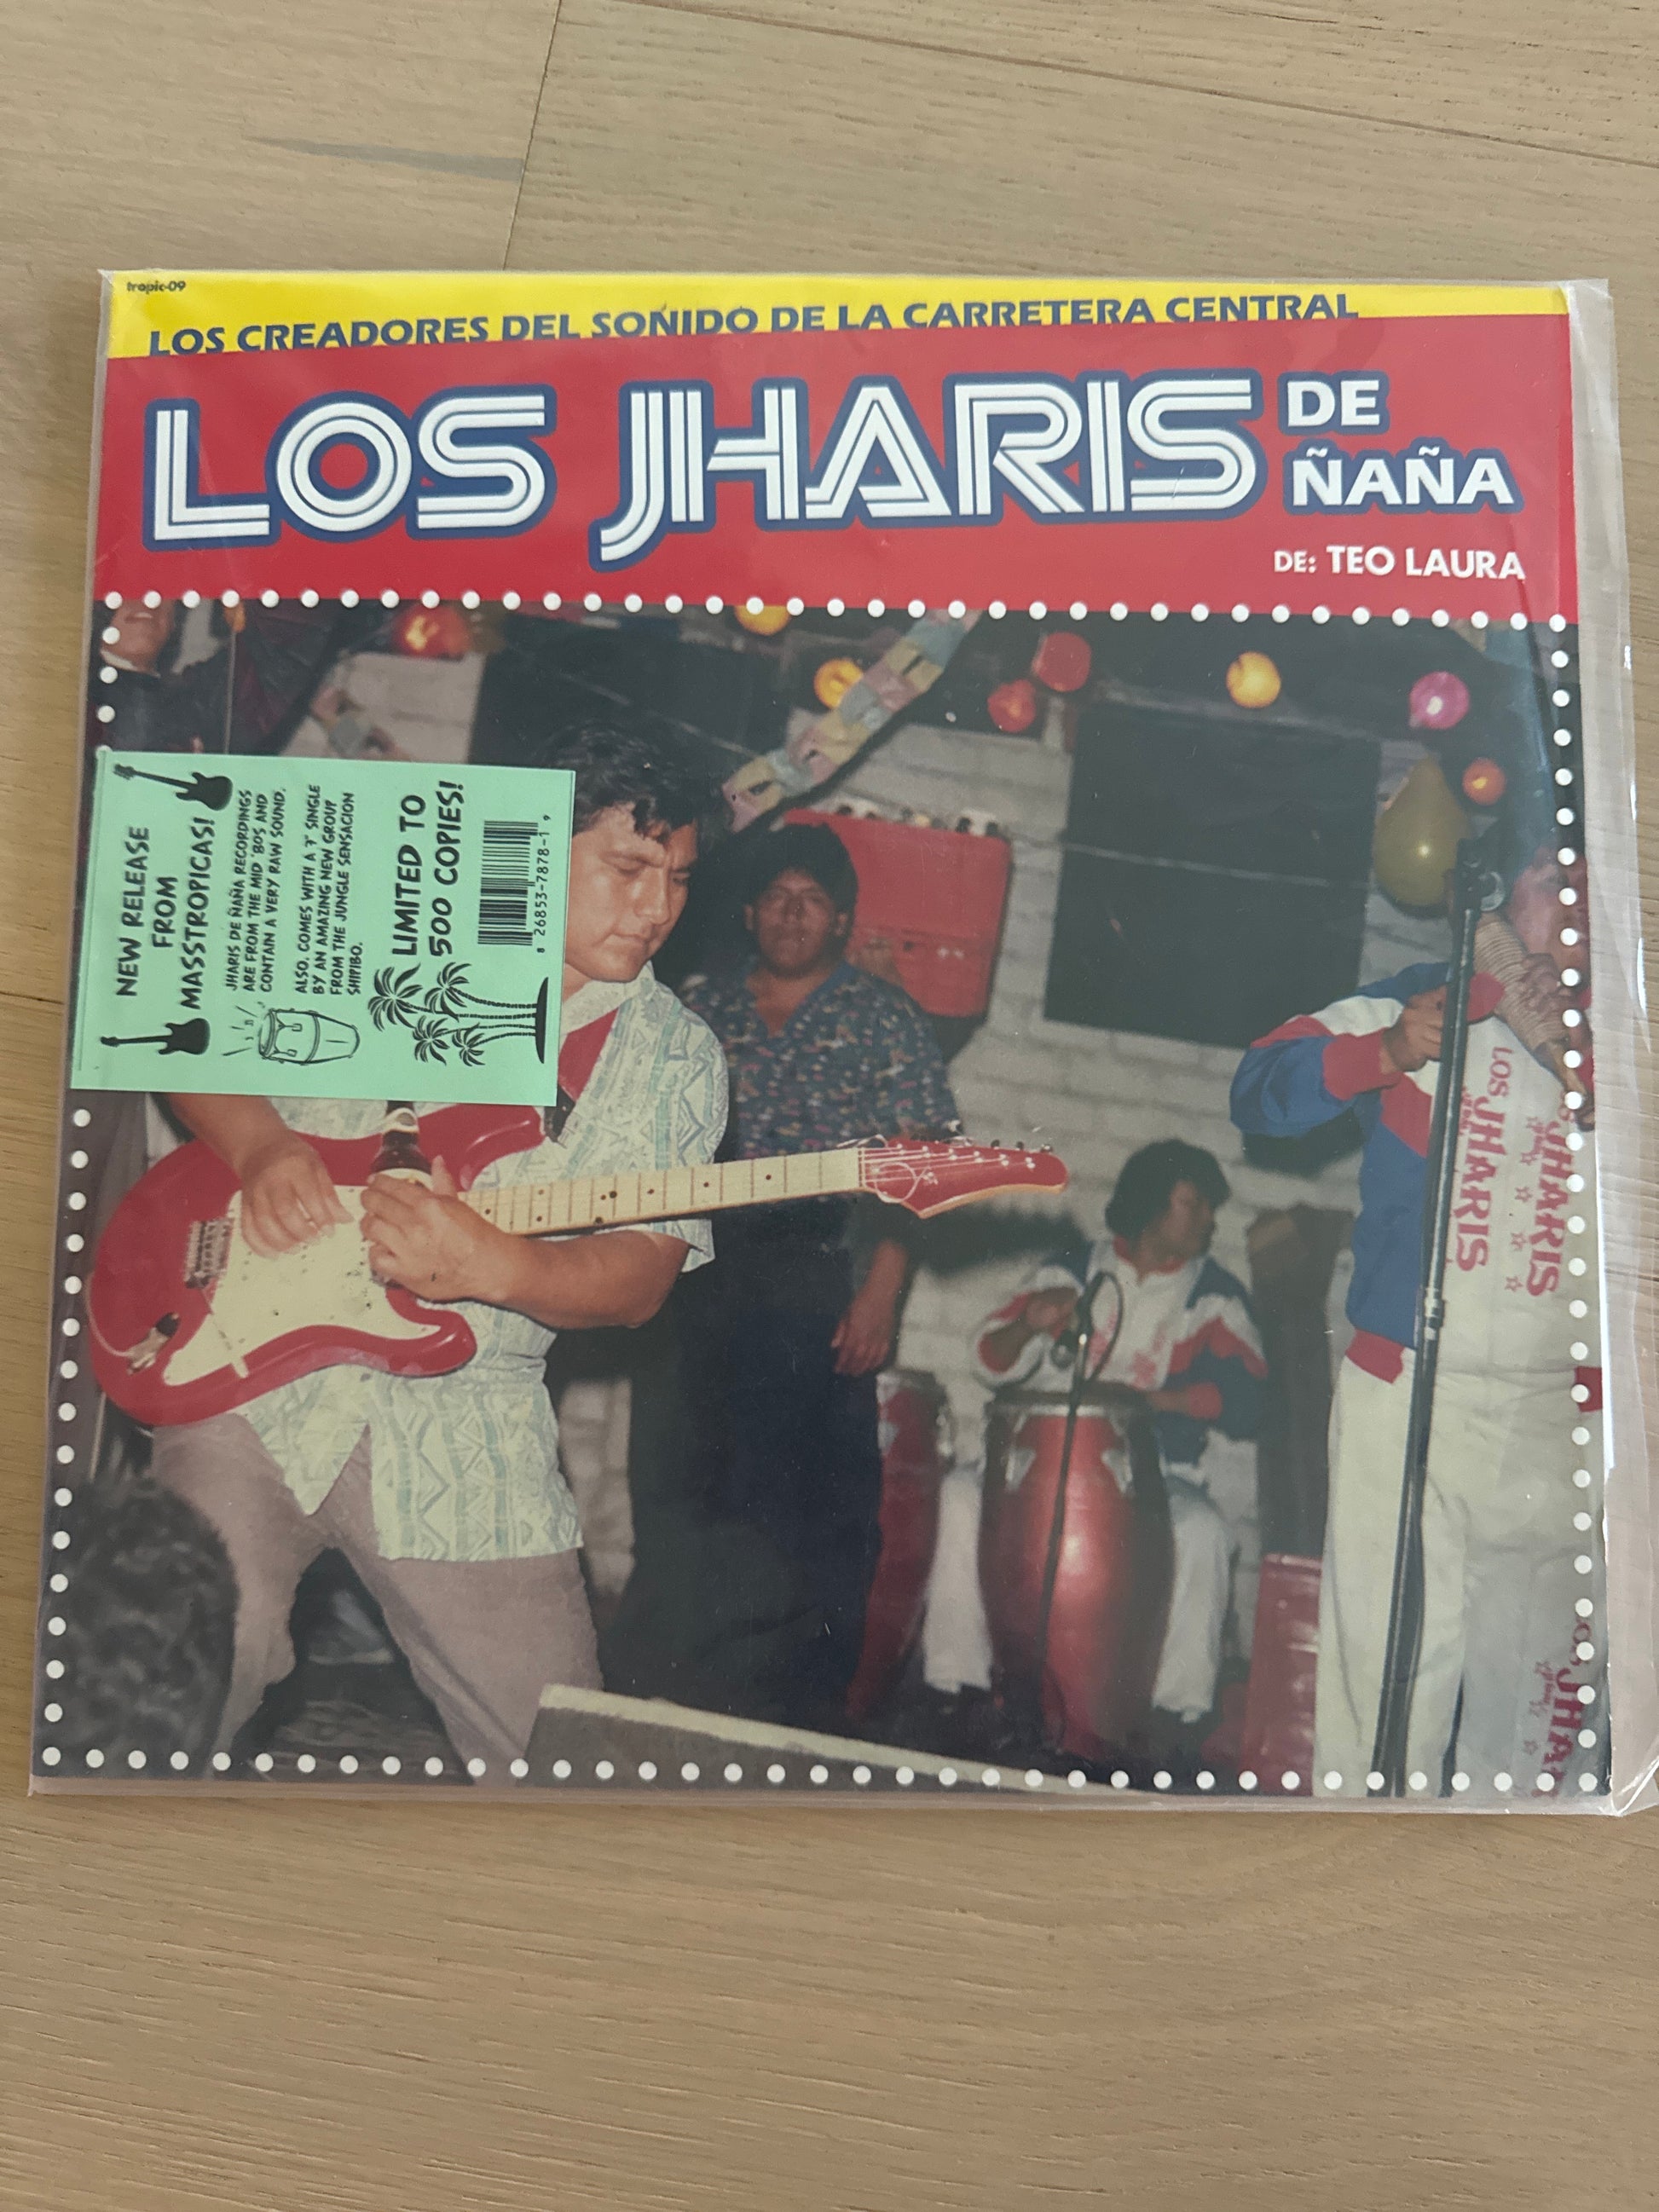 tropic-09
LOS CREADORES DEL SONIDO DE LA CARRETERA CENTRAL
LOS JHARIS DE ÑAÑA
DE: TEO LAURA
NEW RELEASE
FROM
MASSTROPICAS!
JHARIS DE ÑAÑA RECORDINGS
ARE FROM THE MID '80S AND
CONTAIN A VERY RAW SOUND.
ALSO, COMES WITH A 7" SINGLE
BY AN AMAZING NEW GROUP
FROM THE JUNGLE SENSACION
SHIPIBO.
LIMITED TO
500 COPIES!
8 26853-7878-1 9
LOS
JHARIS
JHARIS
LOS
JHA